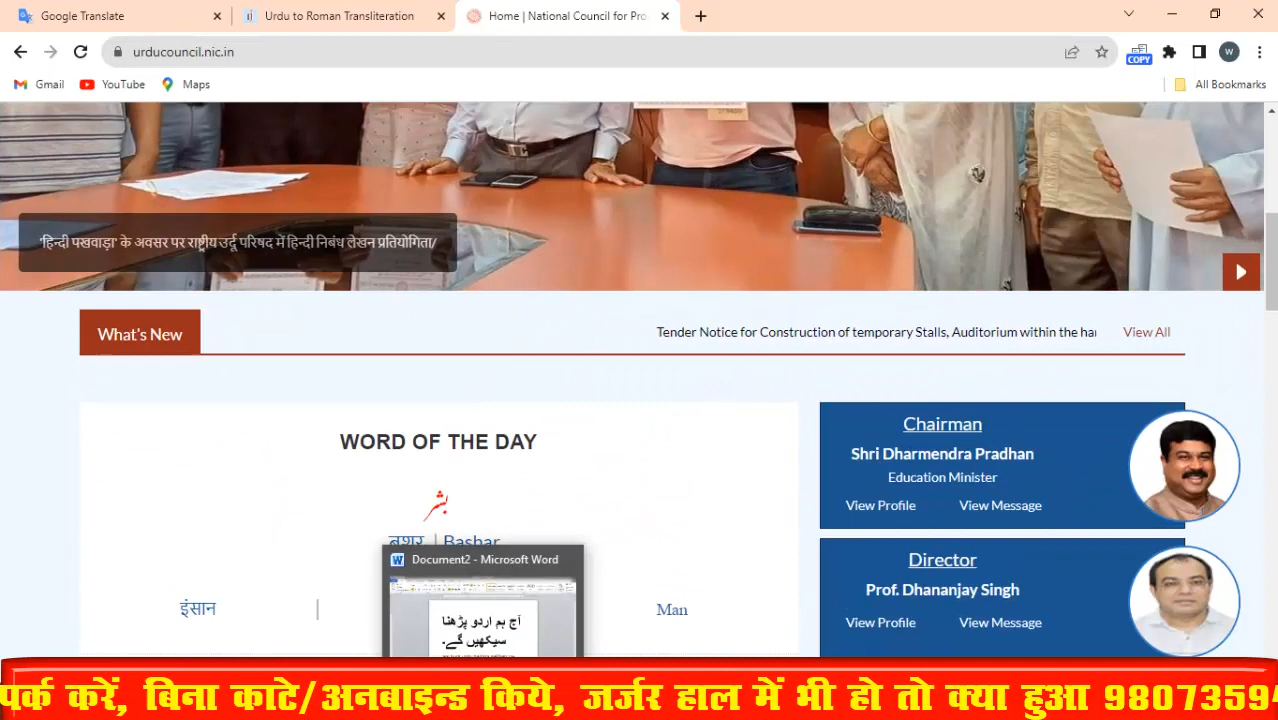 Google Translate
Urdu to Roman Transliteration
Home | National Council for Pro
urducouncil.nic.in
COPY
W
Gmail
YouTube
Maps
All Bookmarks
'हिन्दी पखवाड़ा' के अवसर पर राष्ट्रीय उर्दू परिषद में हिन्दी निबंध लेखन प्रतियोगिता/
What's New
Tender Notice for Construction of temporary Stalls, Auditorium within the
View All
WORD OF THE DAY
بشر
बशर | Bashar
इंसान | Man
Document2 - Microsoft Word
آج ہم اردو پڑھنا
سیکھیں گے۔
Chairman
Shri Dharmendra Pradhan
Education Minister
View Profile View Message
Director
Prof. Dhananjay Singh
View Profile View Message
पर्क करें, बिना काटे/अनबाइन्ड किये, जर्जर हाल में भी हो तो क्या हुआ 9807359